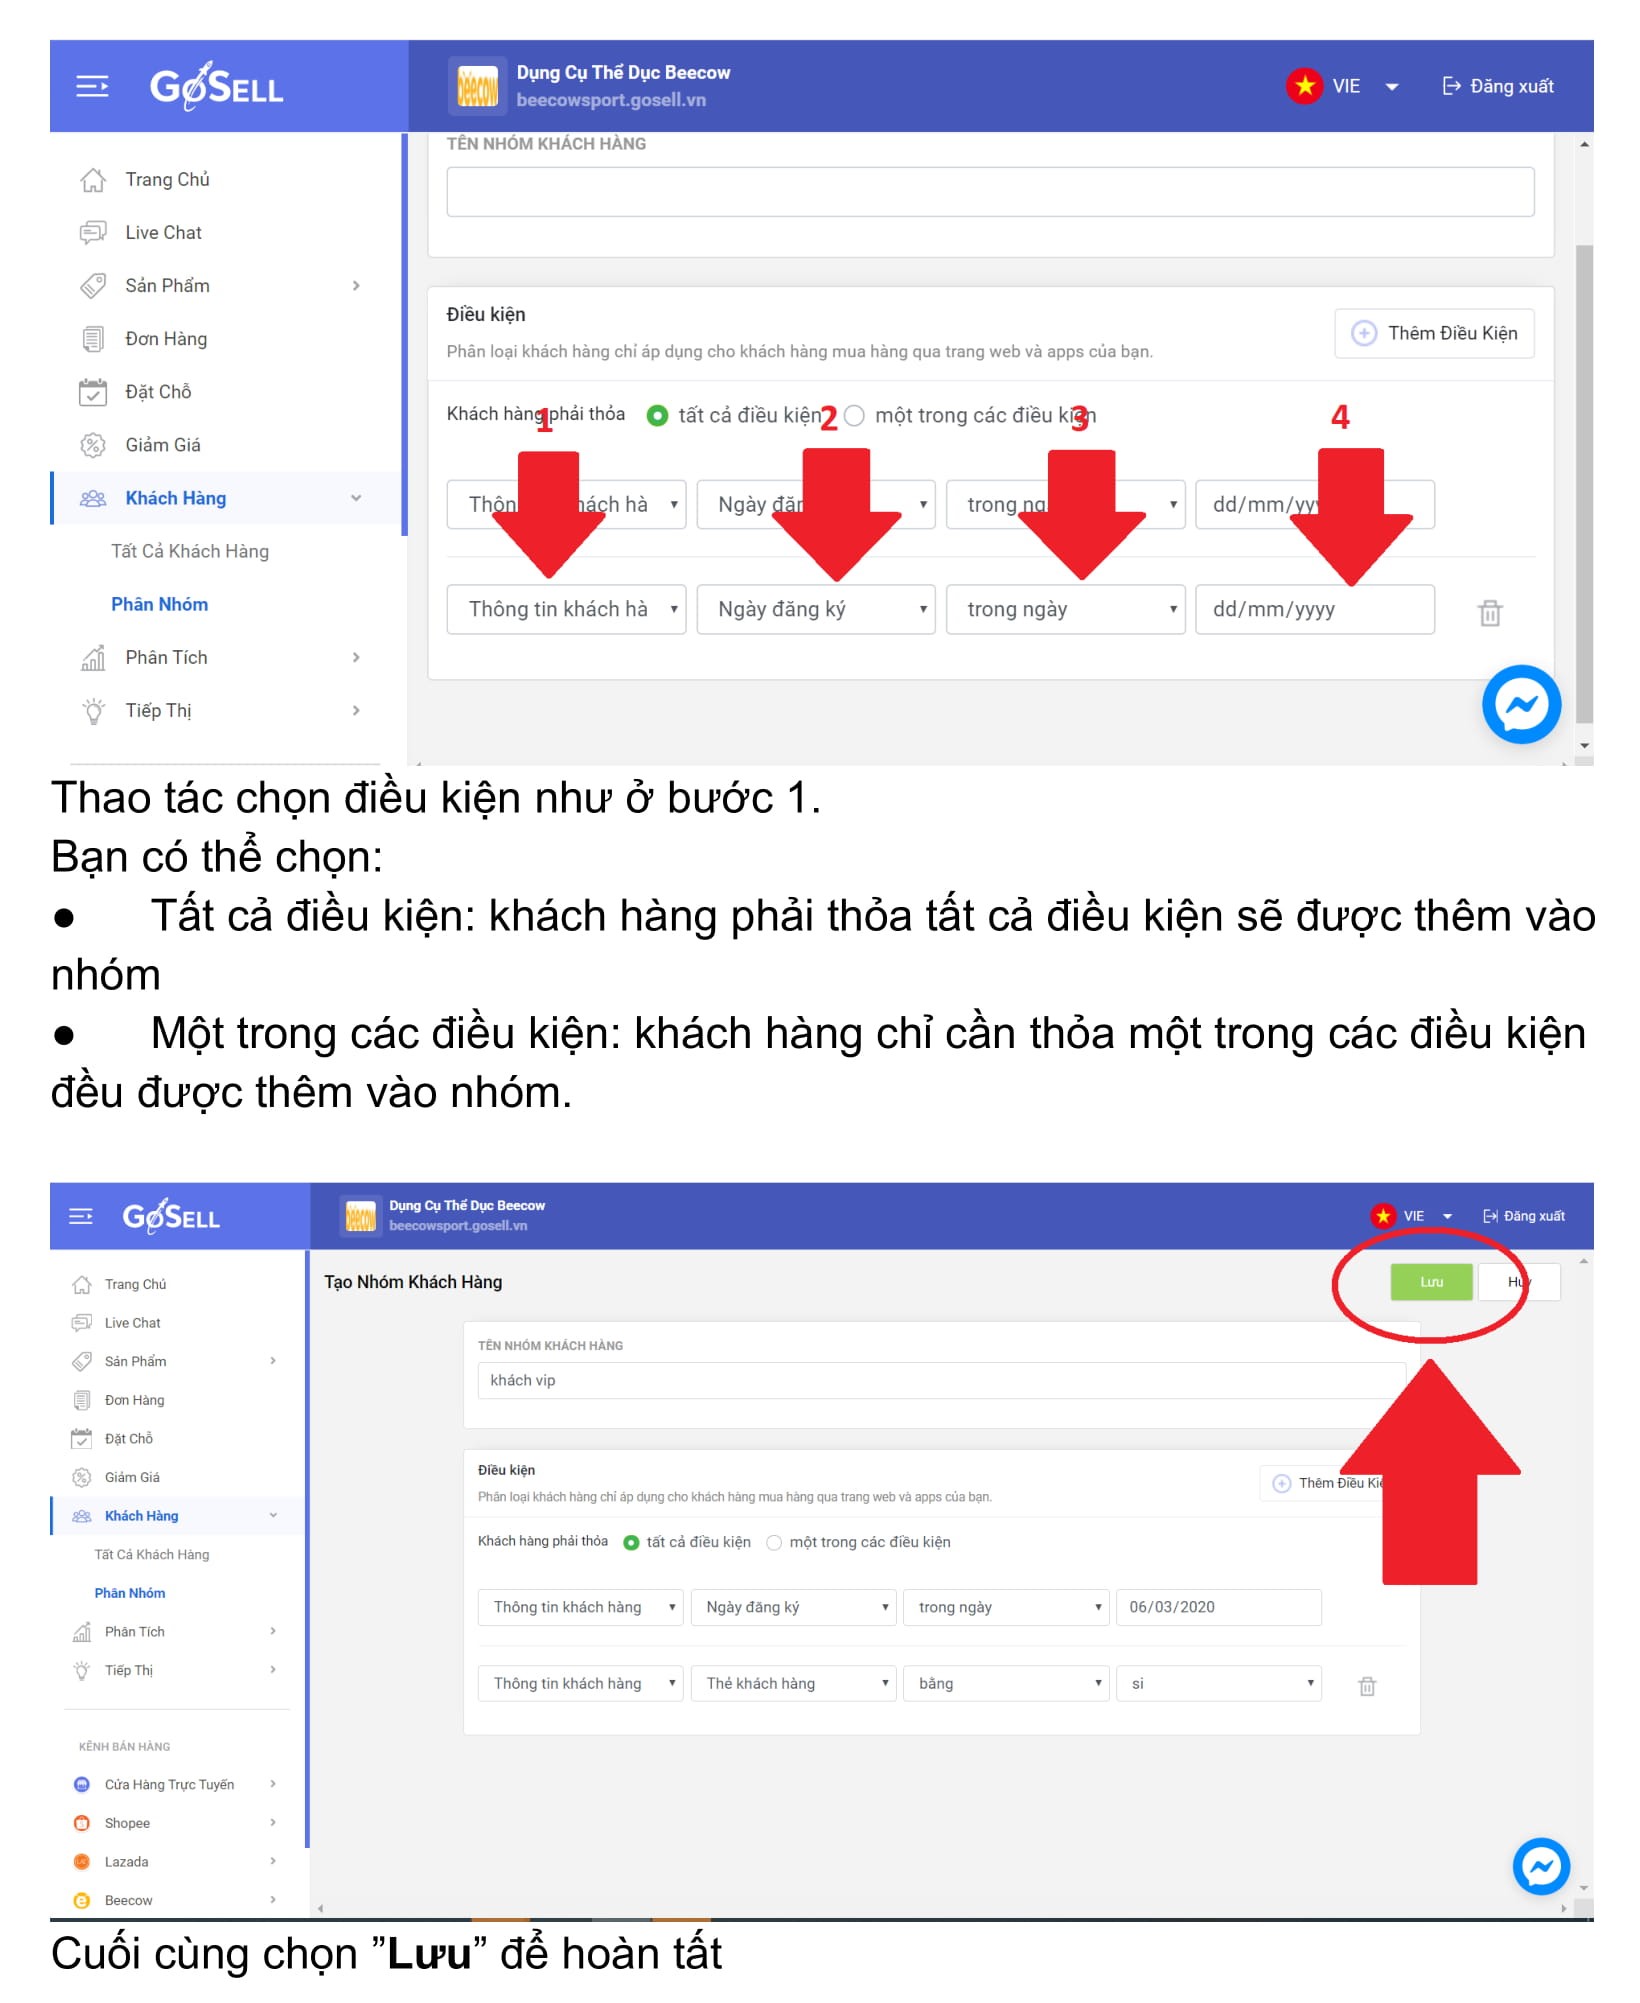 GoSELL
Dụng Cụ Thể Dục Beecow
beecowsport.gosell.vn
VIE
Đăng xuất
Trang Chủ
Live Chat
Sản Phẩm
Đơn Hàng
Đặt Chỗ
Giảm Giá
Khách Hàng
Tất Cả Khách Hàng
Phân Nhóm
Phân Tích
Tiếp Thị
TÊN NHÓM KHÁCH HÀNG
Điều kiện
Phân loại khách hàng chỉ áp dụng cho khách hàng mua hàng qua trang web và apps của bạn.
Thêm Điều Kiện
Khách hàng phải thỏa tất cả điều kiện một trong các điều kiện
1 2 3 4
Thôn ách hà Ngày đăn trong ng dd/mm/yy
Thông tin khách hà Ngày đăng ký trong ngày dd/mm/yyyy
Thao tác chọn điều kiện như ở bước 1.
Bạn có thể chọn:
● Tất cả điều kiện: khách hàng phải thỏa tất cả điều kiện sẽ được thêm vào
nhóm
● Một trong các điều kiện: khách hàng chỉ cần thỏa một trong các điều kiện
đều được thêm vào nhóm.
GoSELL
Dụng Cụ Thể Dục Beecow
beecowsport.gosell.vn
VIE
Đăng xuất
Trang Chủ
Live Chat
Sản Phẩm
Đơn Hàng
Đặt Chỗ
Giảm Giá
Khách Hàng
Tất Cả Khách Hàng
Phân Nhóm
Phân Tích
Tiếp Thị
KÊNH BÁN HÀNG
Cửa Hàng Trực Tuyến
Shopee
Lazada
Beecow
Tạo Nhóm Khách Hàng
Lưu
Hủy
TÊN NHÓM KHÁCH HÀNG
khách vip
Điều kiện
Phân loại khách hàng chỉ áp dụng cho khách hàng mua hàng qua trang web và apps của bạn.
Thêm Điều Kiệ
Khách hàng phải thỏa tất cả điều kiện một trong các điều kiện
Thông tin khách hàng Ngày đăng ký trong ngày 06/03/2020
Thông tin khách hàng Thẻ khách hàng bằng si
Cuối cùng chọn ”Lưu” để hoàn tất